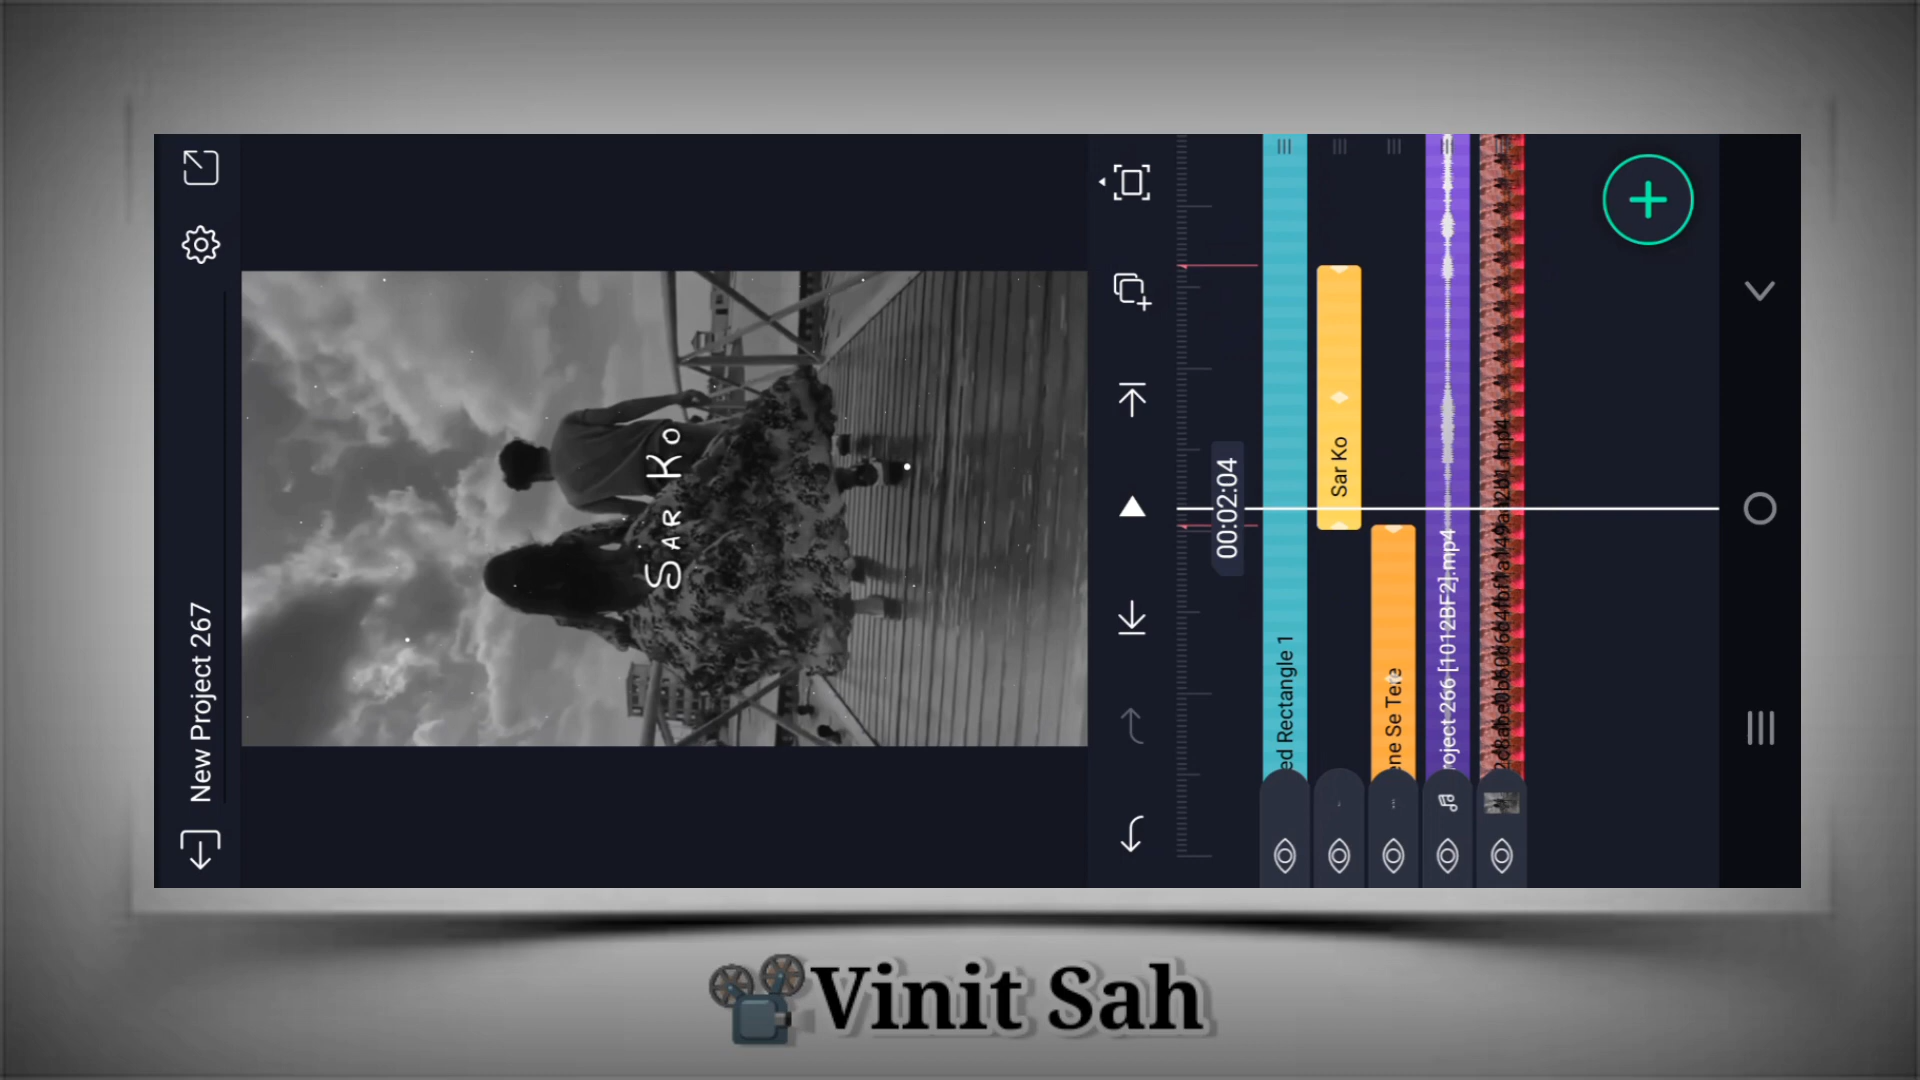 New Project 267
Sar Ko
00:02:04
ed Rectangle 1
Sar Ko
ene Se Tere
roject 266 [1012BF2].mp4
Vinit Sah